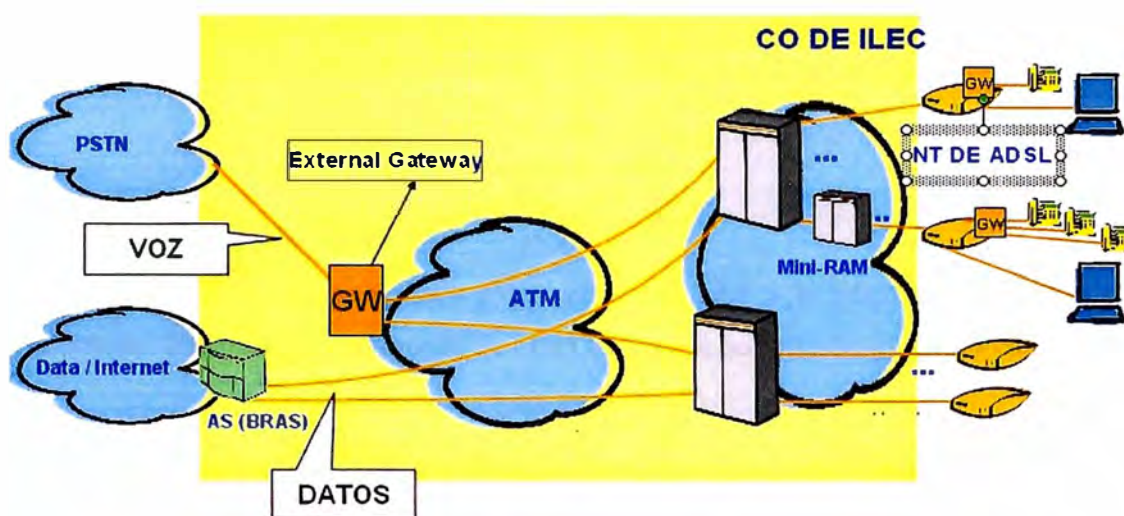 CO DE ILEC
GW
PSTN
External Gateway
NT DE ADSL
VOZ
GW
GW
ATM
Mini-RAM
Data / Internet
AS (BRAS)
DATOS